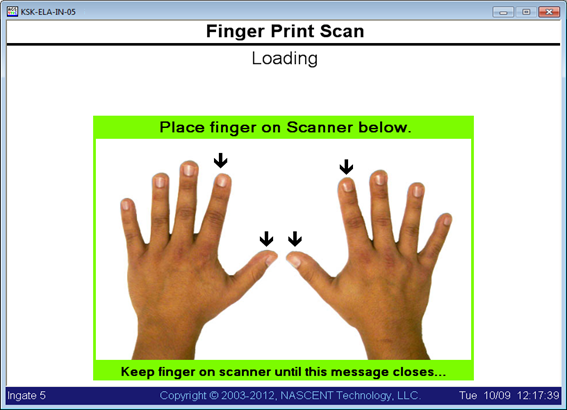 KSK-ELA-IN-05
Finger Print Scan
Loading
Place finger on Scanner below.
Keep finger on scanner until this message closes...
Ingate 5 Copyright © 2003-2012, NASCENT Technology, LLC. Tue 10/09 12:17:39